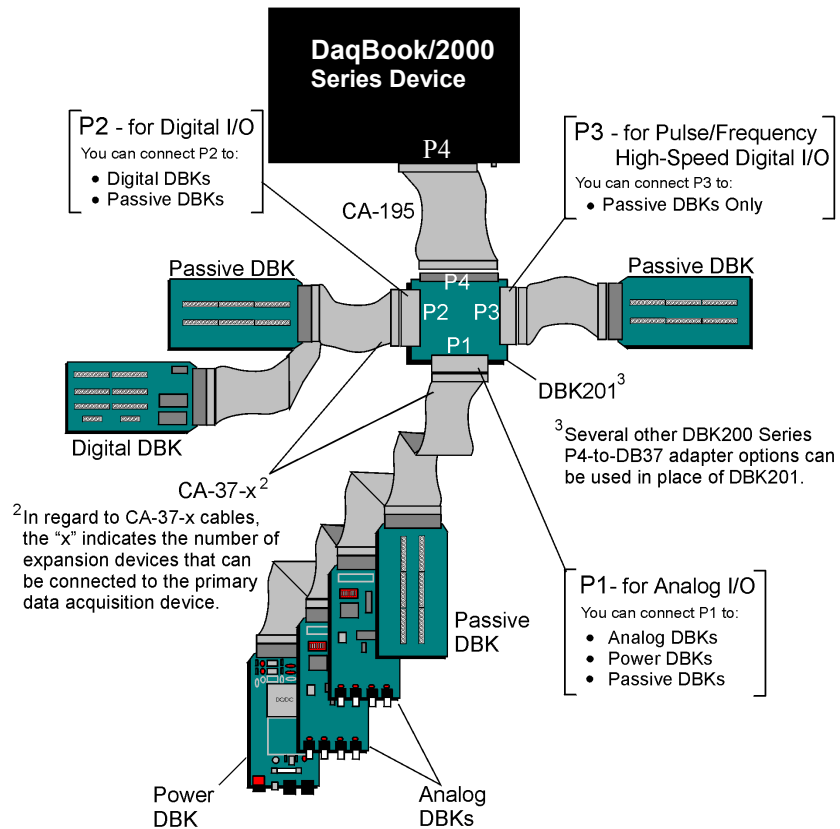 DaqBook/2000
Series Device
P4
P2 - for Digital I/O
You can connect P2 to:
• Digital DBKs
• Passive DBKs
P3 - for Pulse/Frequency
High-Speed Digital I/O
You can connect P3 to:
• Passive DBKs Only
CA-195
Passive DBK
Passive DBK
P4
P2
P3
P1
DBK201³
Digital DBK
³Several other DBK200 Series
P4-to-DB37 adapter options can
be used in place of DBK201.
CA-37-x²
²In regard to CA-37-x cables,
the “x” indicates the number of
expansion devices that can
be connected to the primary
data acquisition device.
P1 - for Analog I/O
You can connect P1 to:
• Analog DBKs
• Power DBKs
• Passive DBKs
Passive
DBK
DC/DC
Power
DBK
Analog
DBKs